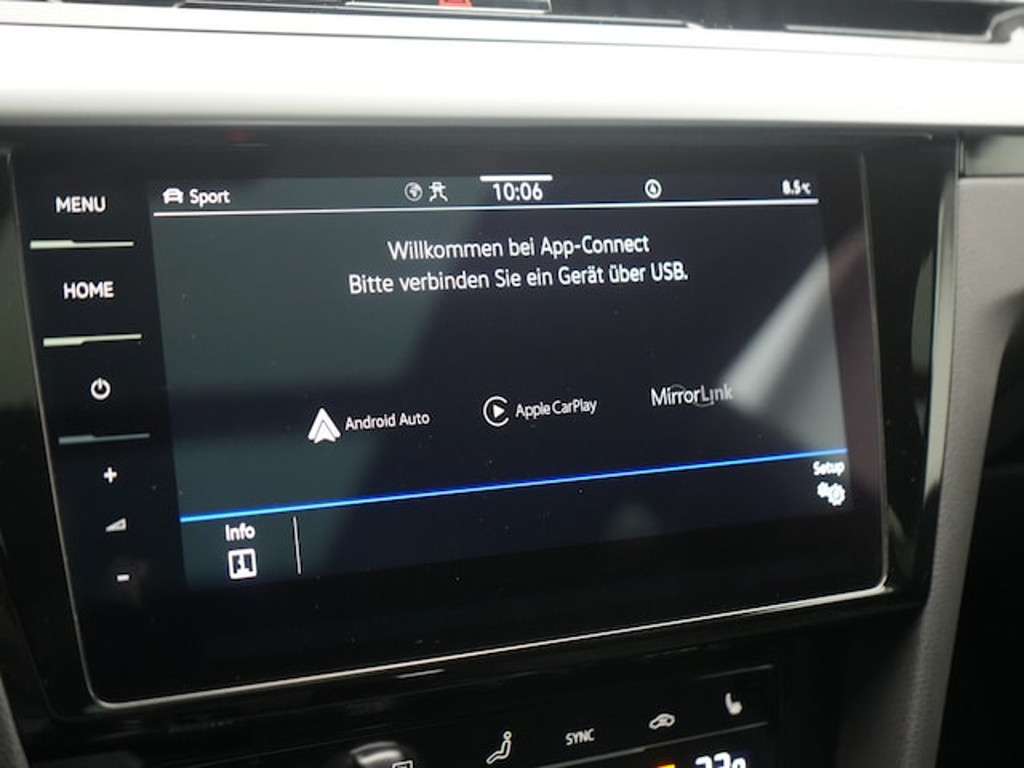 MENU
Sport
10:06
8.5°C
HOME
Willkommen bei App-Connect
Bitte verbinden Sie ein Gerät über USB.
Android Auto
Apple CarPlay
MirrorLink
+
-
Setup
Info
SYNC